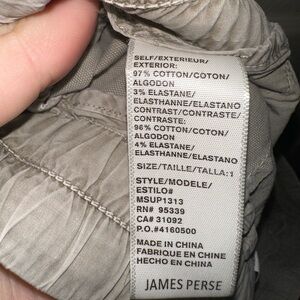 SELF/EXTERIEUR/
EXTERIOR:
97% COTTON/COTON/
ALGODON
3% ELASTANE/
ELASTHANNE/ELASTANO
CONTRAST/CONTRASTE/
CONTRASTE:
96% COTTON/COTON/
ALGODON
4% ELASTANE/
ELASTHANNE/ELASTANO
SIZE/TAILLE/TALLA:1
STYLE/MODELE/
ESTILO#
MSUP1313
RN# 95339
CA# 31092
P.O.#4160500
MADE IN CHINA
FABRIQUE EN CHINE
HECHO EN CHINA
JAMES PERSE